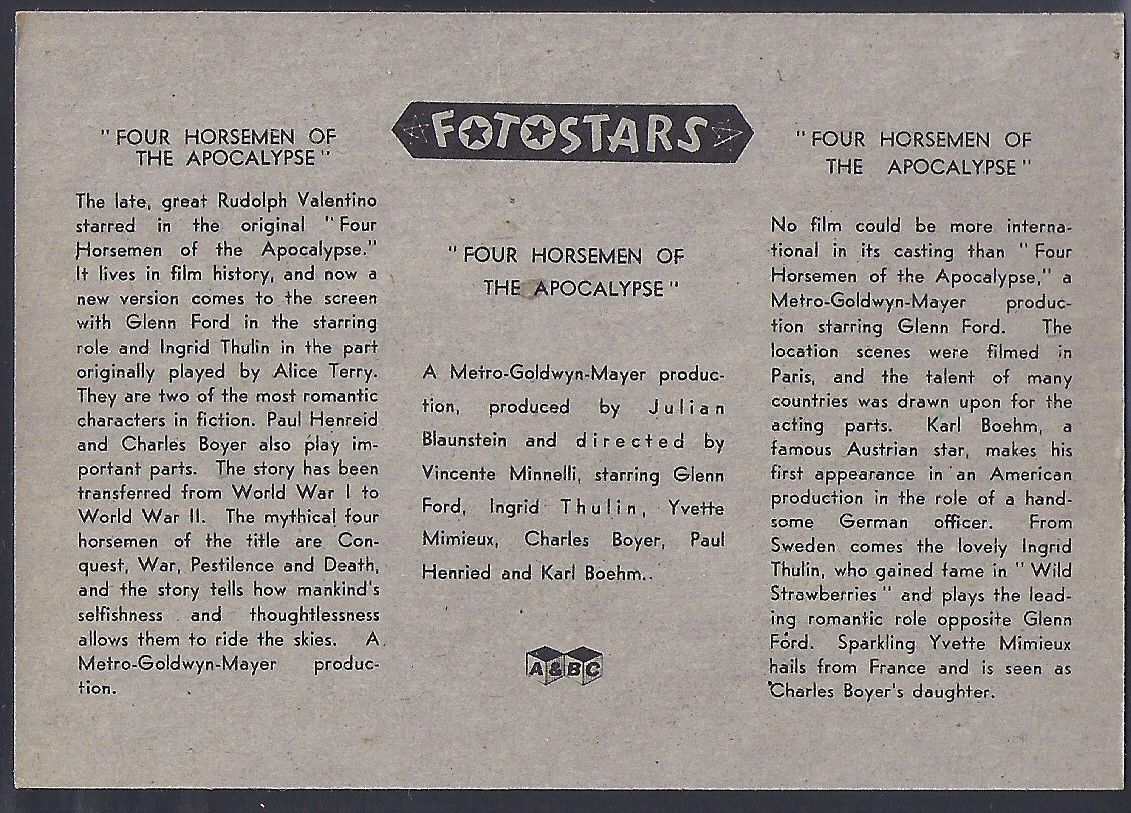 " FOUR HORSEMEN OF
THE APOCALYPSE "
The late, great Rudolph Valentino
starred in the original " Four
Horsemen of the Apocalypse."
It lives in film history, and now a
new version comes to the screen
with Glenn Ford in the starring
role and Ingrid Thulin in the part
originally played by Alice Terry.
They are two of the most romantic
characters in fiction. Paul Henreid
and Charles Boyer also play im-
portant parts. The story has been
transferred from World War I to
World War II. The mythical four
horsemen of the title are Con-
quest, War, Pestilence and Death,
and the story tells how mankind's
selfishness and thoughtlessness
allows them to ride the skies. A
Metro-Goldwyn-Mayer produc-
tion.
FOTOSTARS
" FOUR HORSEMEN OF
THE APOCALYPSE "
A Metro-Goldwyn-Mayer produc-
tion, produced by Julian
Blaunstein and directed by
Vincente Minnelli, starring Glenn
Ford, Ingrid Thulin, Yvette
Mimieux, Charles Boyer, Paul
Henried and Karl Boehm..
A&BC
" FOUR HORSEMEN OF
THE APOCALYPSE "
No film could be more interna-
tional in its casting than " Four
Horsemen of the Apocalypse," a
Metro-Goldwyn-Mayer produc-
tion starring Glenn Ford. The
location scenes were filmed in
Paris, and the talent of many
countries was drawn upon for the
acting parts. Karl Boehm, a
famous Austrian star, makes his
first appearance in an American
production in the role of a hand-
some German officer. From
Sweden comes the lovely Ingrid
Thulin, who gained fame in " Wild
Strawberries " and plays the lead-
ing romantic role opposite Glenn
Ford. Sparkling Yvette Mimieux
hails from France and is seen as
Charles Boyer's daughter.